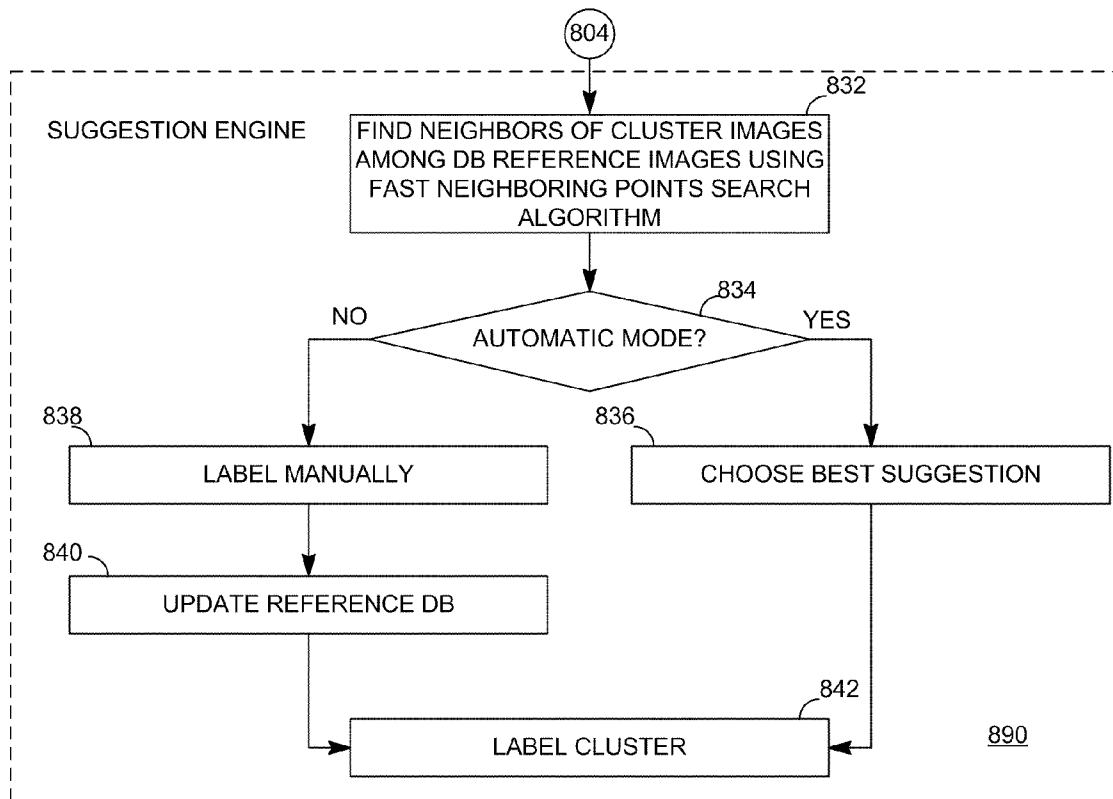 804
832
SUGGESTION ENGINE
FIND NEIGHBORS OF CLUSTER IMAGES
AMONG DB REFERENCE IMAGES USING
FAST NEIGHBORING POINTS SEARCH
ALGORITHM
834
NO
YES
AUTOMATIC MODE?
838
836
LABEL MANUALLY
CHOOSE BEST SUGGESTION
840
UPDATE REFERENCE DB
842
LABEL CLUSTER
890